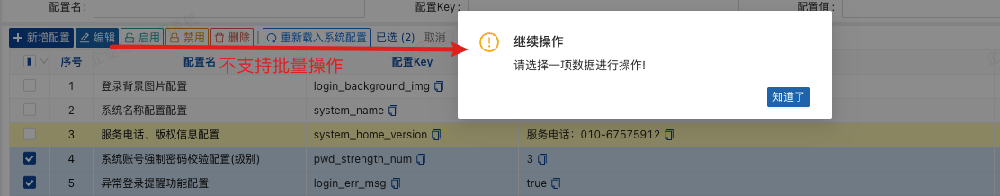 配置名： 配置Key： 配置值：
+ 新增配置 编辑 启用 禁用 删除 重新载入系统配置 已选 (2) 取消
继续操作
请选择一项数据进行操作!
知道了
不支持批量操作
序号 配置名 配置Key
1 登录背景图片配置 login_background_img
2 系统名称配置配置 system_name
3 服务电话、版权信息配置 system_home_version 服务电话：010-67575912
4 系统账号强制密码校验配置(级别) pwd_strength_num 3
5 异常登录提醒功能配置 login_err_msg true